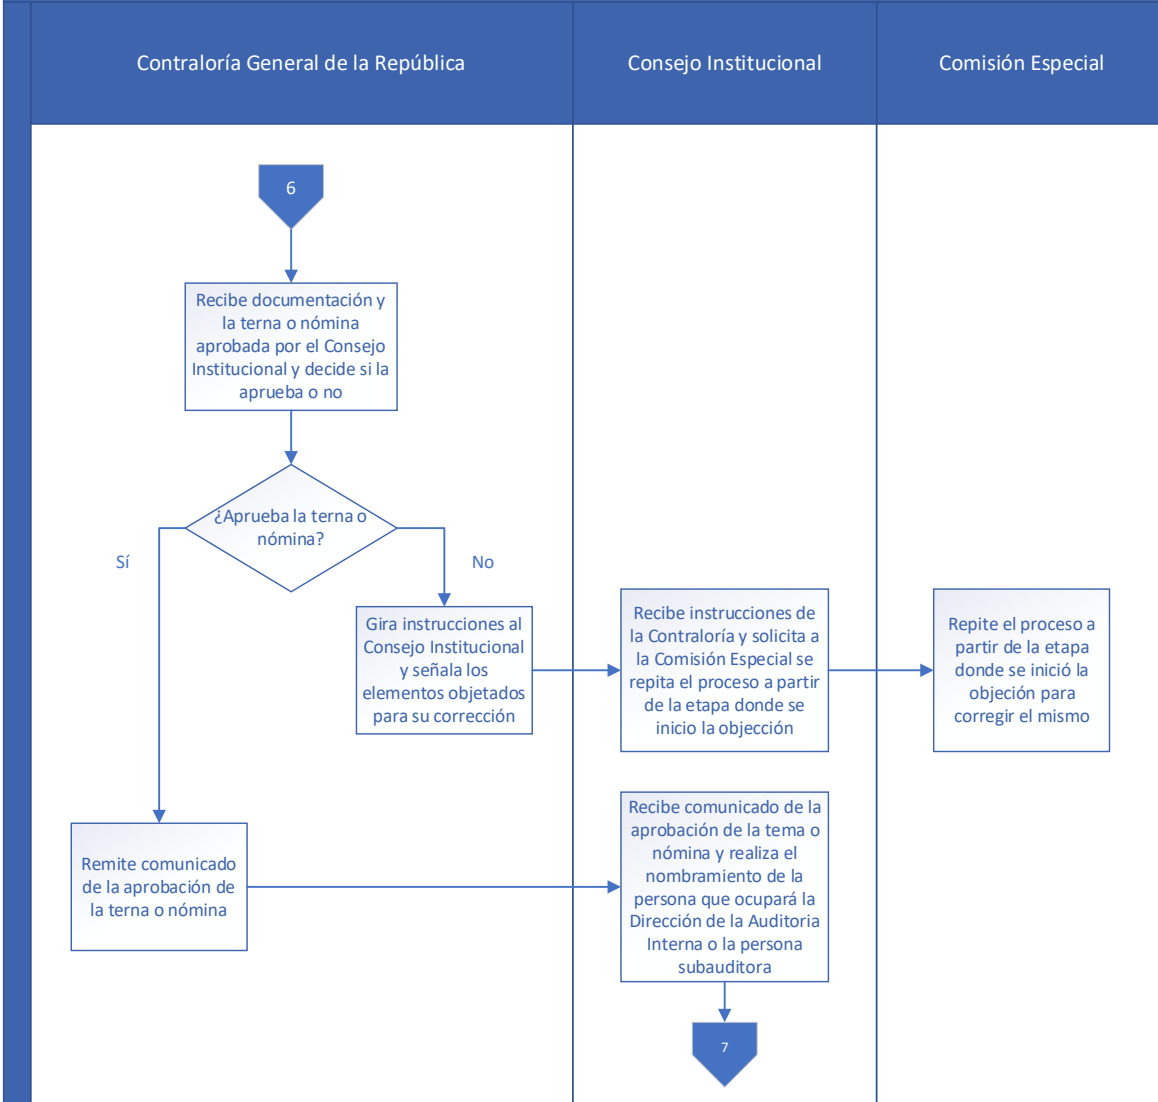 Contraloría General de la República
Consejo Institucional
Comisión Especial
6
Recibe documentación y
la terna o nómina
aprobada por el Consejo
Institucional y decide si la
aprueba o no
¿Aprueba la terna o
nómina?
Sí
No
Gira instrucciones al
Consejo Institucional
y señala los
elementos objetados
para su corrección
Recibe instrucciones de
la Contraloría y solicita a
la Comisión Especial se
repita el proceso a partir
de la etapa donde se
inicio la objección
Repite el proceso a
partir de la etapa
donde se inició la
objeción para
corregir el mismo
Remite comunicado
de la aprobación de
la terna o nómina
Recibe comunicado de la
aprobación de la tema o
nómina y realiza el
nombramiento de la
persona que ocupará la
Dirección de la Auditoria
Interna o la persona
subauditora
7